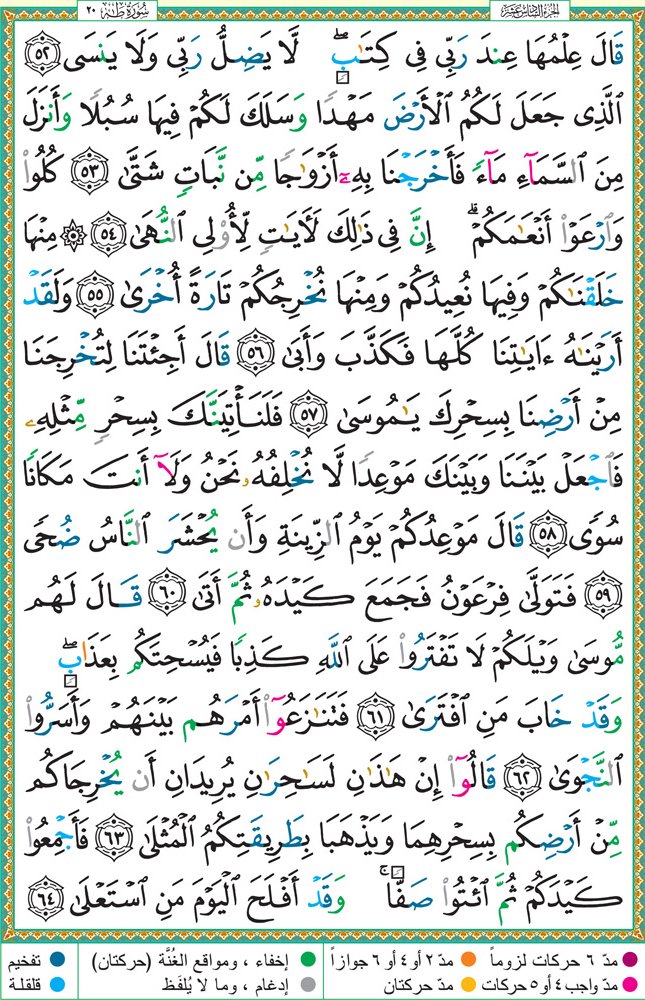 الجزء السادس عشر
سورة طه ٢٠
قَالَ عِلْمُهَا عِندَ رَبِّى فِى كِتَٰبٍ ۖ لَّا يَضِلُّ رَبِّى وَلَا يَنسَى ٥٢
ٱلَّذِى جَعَلَ لَكُمُ ٱلْأَرْضَ مَهْدًا وَسَلَكَ لَكُمْ فِيهَا سُبُلًا وَأَنزَلَ
مِنَ ٱلسَّمَآءِ مَآءً فَأَخْرَجْنَا بِهِۦٓ أَزْوَٰجًا مِّن نَّبَاتٍ شَتَّىٰ ٥٣ كُلُوا۟
وَٱرْعَوْا۟ أَنْعَٰمَكُمْ ۗ إِنَّ فِى ذَٰلِكَ لَءَايَٰتٍ لِّأُو۟لِى ٱلنُّهَىٰ ٥٤ ۞ مِنْهَا
خَلَقْنَٰكُمْ وَفِيهَا نُعِيدُكُمْ وَمِنْهَا نُخْرِجُكُمْ تَارَةً أُخْرَىٰ ٥٥ وَلَقَدْ
أَرَيْنَٰهُ ءَايَٰتِنَا كُلَّهَا فَكَذَّبَ وَأَبَىٰ ٥٦ قَالَ أَجِئْتَنَا لِتُخْرِجَنَا
مِنْ أَرْضِنَا بِسِحْرِكَ يَٰمُوسَىٰ ٥٧ فَلَنَأْتِيَنَّكَ بِسِحْرٍ مِّثْلِهِۦ
فَٱجْعَلْ بَيْنَنَا وَبَيْنَكَ مَوْعِدًا لَّا نُخْلِفُهُۥ نَحْنُ وَلَآ أَنتَ مَكَانًا
سُوًى ٥٨ قَالَ مَوْعِدُكُمْ يَوْمُ ٱلزِّينَةِ وَأَن يُحْشَرَ ٱلنَّاسُ ضُحًى
٥٩ فَتَوَلَّىٰ فِرْعَوْنُ فَجَمَعَ كَيْدَهُۥ ثُمَّ أَتَىٰ ٦٠ قَالَ لَهُم
مُّوسَىٰ وَيْلَكُمْ لَا تَفْتَرُوا۟ عَلَى ٱللَّهِ كَذِبًا فَيُسْحِتَكُم بِعَذَابٍ ۖ
وَقَدْ خَابَ مَنِ ٱفْتَرَىٰ ٦١ فَتَنَٰزَعُوٓا۟ أَمْرَهُم بَيْنَهُمْ وَأَسَرُّوا۟
ٱلنَّجْوَىٰ ٦٢ قَالُوٓا۟ إِنْ هَٰذَٰنِ لَسَٰحِرَٰنِ يُرِيدَانِ أَن يُخْرِجَاكُم
مِّنْ أَرْضِكُم بِسِحْرِهِمَا وَيَذْهَبَا بِطَرِيقَتِكُمُ ٱلْمُثْلَىٰ ٦٣ فَأَجْمِعُوا۟
كَيْدَكُمْ ثُمَّ ٱئْتُوا۟ صَفًّا ۚ وَقَدْ أَفْلَحَ ٱلْيَوْمَ مَنِ ٱسْتَعْلَىٰ ٦٤
مدّ ٦ حركات لزوماً مدّ ٢ أو ٤ أو ٦ جوازاً إخفاء ، ومواقع الغُنَّة (حركتان) تفخيم
مدّ واجب ٤ أو ٥ حركات مدّ حركتان إدغام ، وما لا يُلفَظ قلقلة